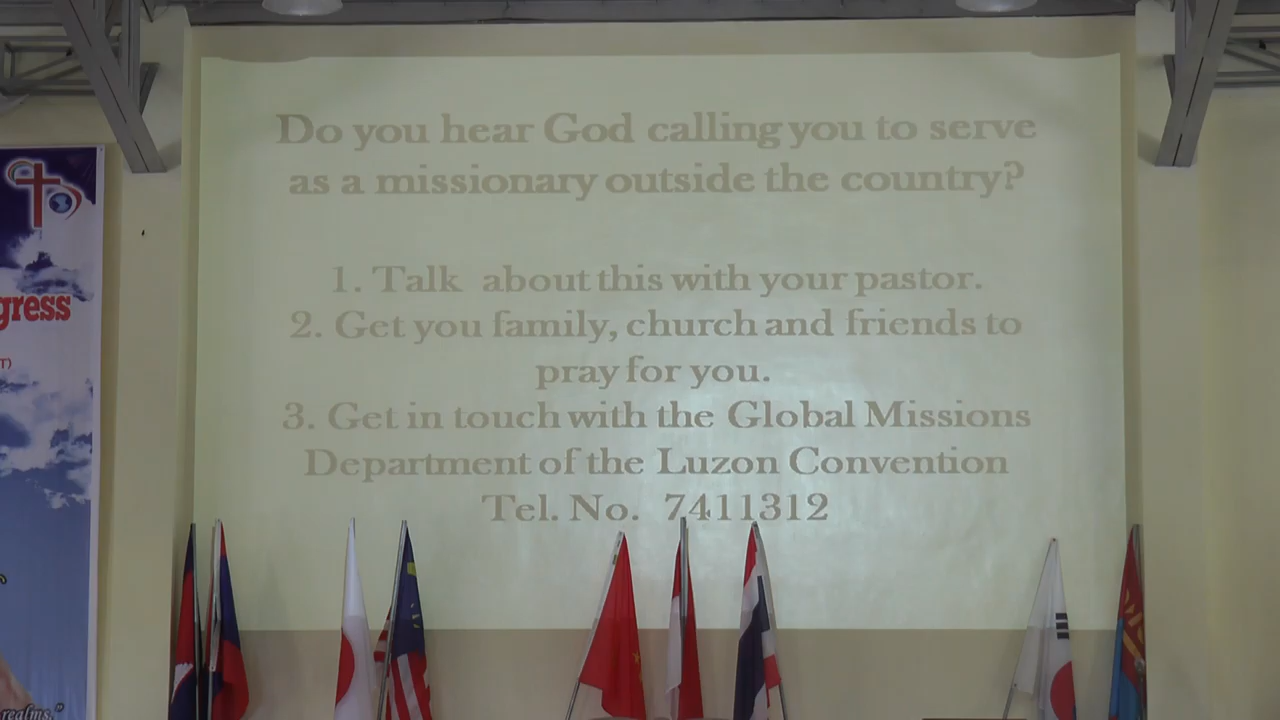 Do you hear God calling you to serve
as a missionary outside the country?
1. Talk about this with your pastor.
2. Get you family, church and friends to
pray for you.
3. Get in touch with the Global Missions
Department of the Luzon Convention
Tel. No. 7411312
gress
T)
realms."